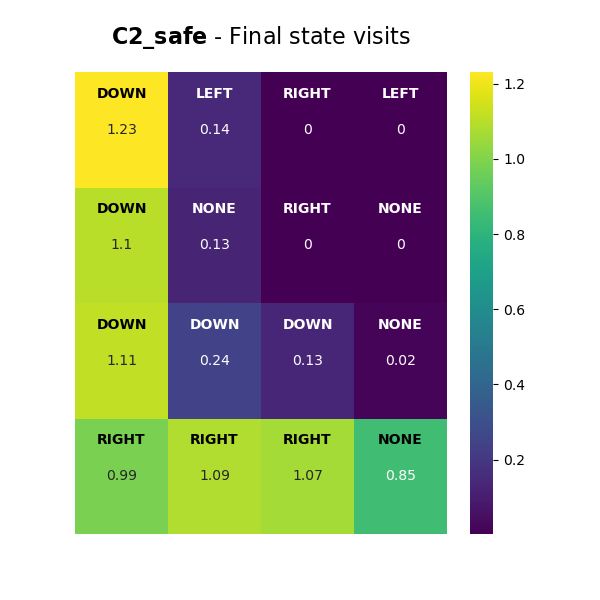 C2_safe - Final state visits
DOWN LEFT RIGHT LEFT
1.23 0.14 0 0
DOWN NONE RIGHT NONE
1.1 0.13 0 0
DOWN DOWN DOWN NONE
1.11 0.24 0.13 0.02
RIGHT RIGHT RIGHT NONE
0.99 1.09 1.07 0.85
1.2
1.0
0.8
0.6
0.4
0.2